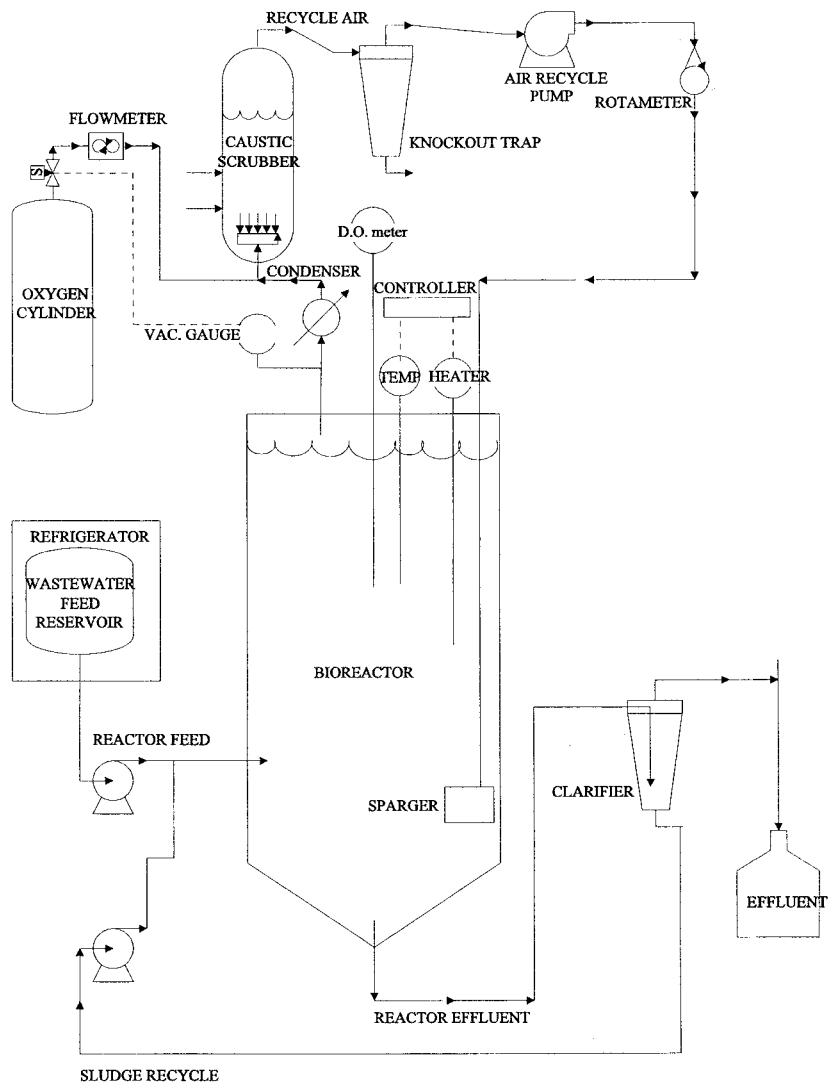 RECYCLE AIR
AIR RECYCLE
PUMP
ROTAMETER
FLOWMETER
CAUSTIC
SCRUBBER
KNOCKOUT TRAP
S
D.O. meter
CONDENSER
CONTROLLER
OXYGEN
CYLINDER
VAC. GAUGE
TEMP
HEATER
REFRIGERATOR
WASTEWATER
FEED
RESERVOIR
BIOREACTOR
REACTOR FEED
SPARGER
CLARIFIER
EFFLUENT
REACTOR EFFLUENT
SLUDGE RECYCLE